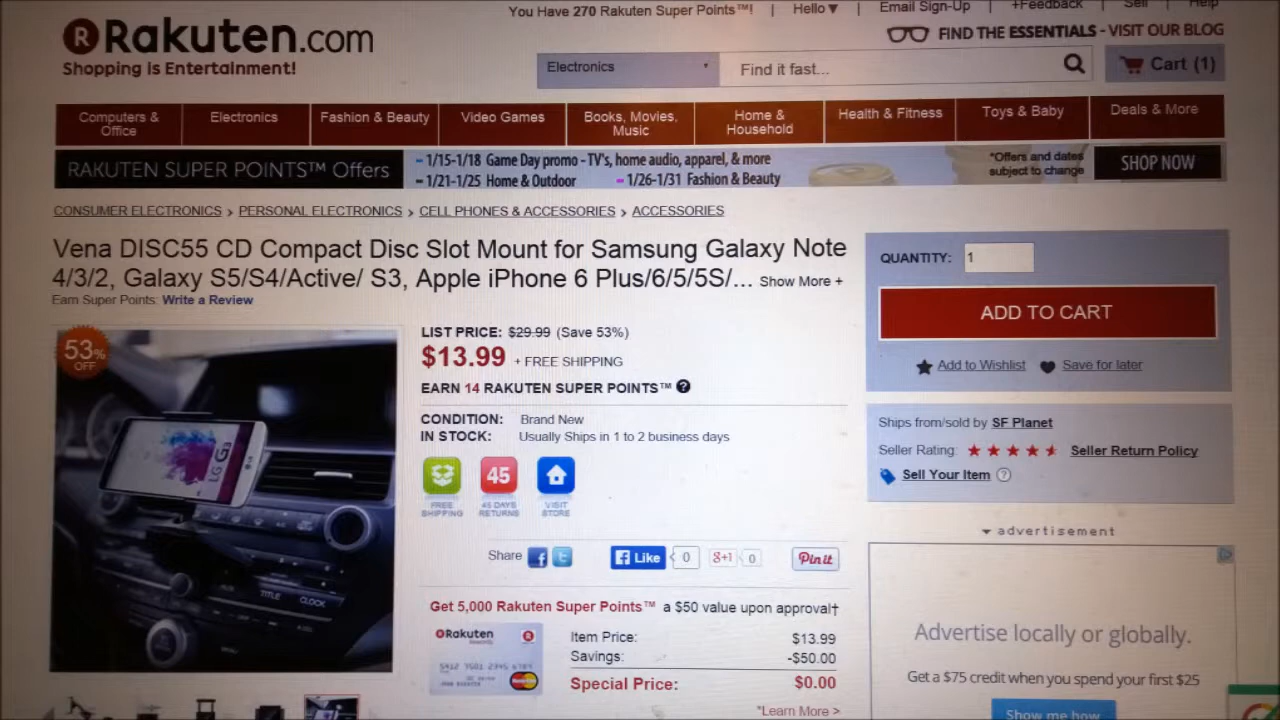 You Have 270 Rakuten Super Points™! | Hello ▼ | Email Sign-Up | +Feedback | Sell | Help
Rakuten.com
Shopping is Entertainment!
FIND THE ESSENTIALS - VISIT OUR BLOG
Electronics
Find it fast...
Cart (1)
Computers & Office
Electronics
Fashion & Beauty
Video Games
Books, Movies, Music
Home & Household
Health & Fitness
Toys & Baby
Deals & More
RAKUTEN SUPER POINTS™ Offers
1/15-1/18 Game Day promo - TV's, home audio, apparel, & more
1/21-1/25 Home & Outdoor
1/26-1/31 Fashion & Beauty
*Offers and dates
subject to change
SHOP NOW
CONSUMER ELECTRONICS > PERSONAL ELECTRONICS > CELL PHONES & ACCESSORIES > ACCESSORIES
Vena DISC55 CD Compact Disc Slot Mount for Samsung Galaxy Note
4/3/2, Galaxy S5/S4/Active/ S3, Apple iPhone 6 Plus/6/5/5S/... Show More +
Earn Super Points: Write a Review
53% OFF
LG G3
TITLE
CLOCK
LIST PRICE: $29.99 (Save 53%)
$13.99 + FREE SHIPPING
EARN 14 RAKUTEN SUPER POINTS™ ?
CONDITION: Brand New
IN STOCK: Usually Ships in 1 to 2 business days
45
FREE SHIPPING
45 DAYS RETURNS
VISIT STORE
Share
Like 0
g+1 0
Pin it
Get 5,000 Rakuten Super Points™ a $50 value upon approval†
Rakuten
5412 7501 2345 6789
Item Price: $13.99
Savings: -$50.00
Special Price: $0.00
*Learn More >
QUANTITY: 1
ADD TO CART
Add to Wishlist
Save for later
Ships from/sold by SF Planet
Seller Rating:
Seller Return Policy
Sell Your Item ?
advertisement
Advertise locally or globally.
Get a $75 credit when you spend your first $25
Show me how